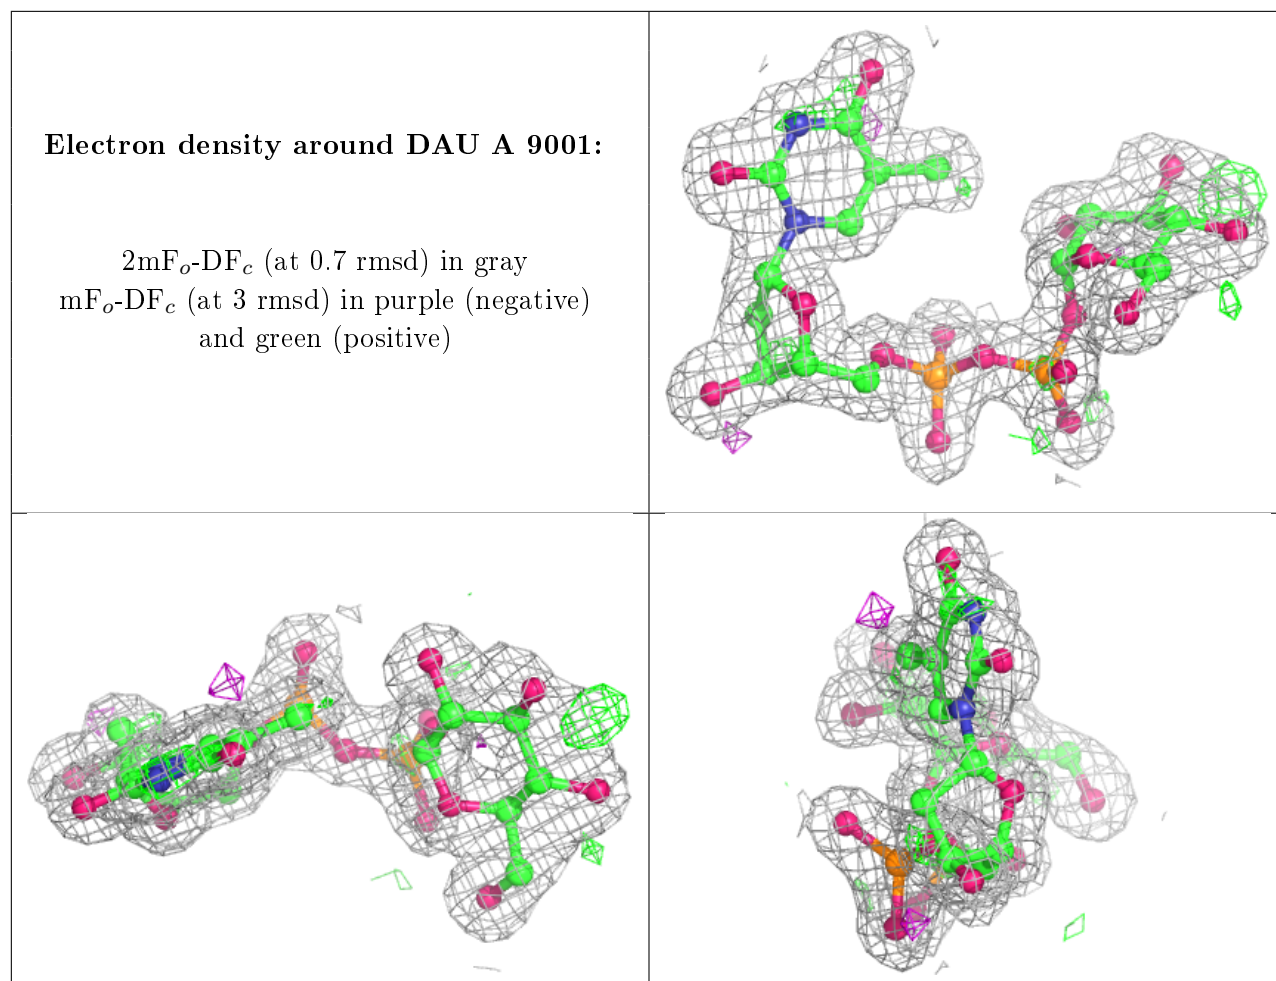 Electron density around DAU A 9001:
2mFo-DFc (at 0.7 rmsd) in gray
mFo-DFc (at 3 rmsd) in purple (negative)
and green (positive)